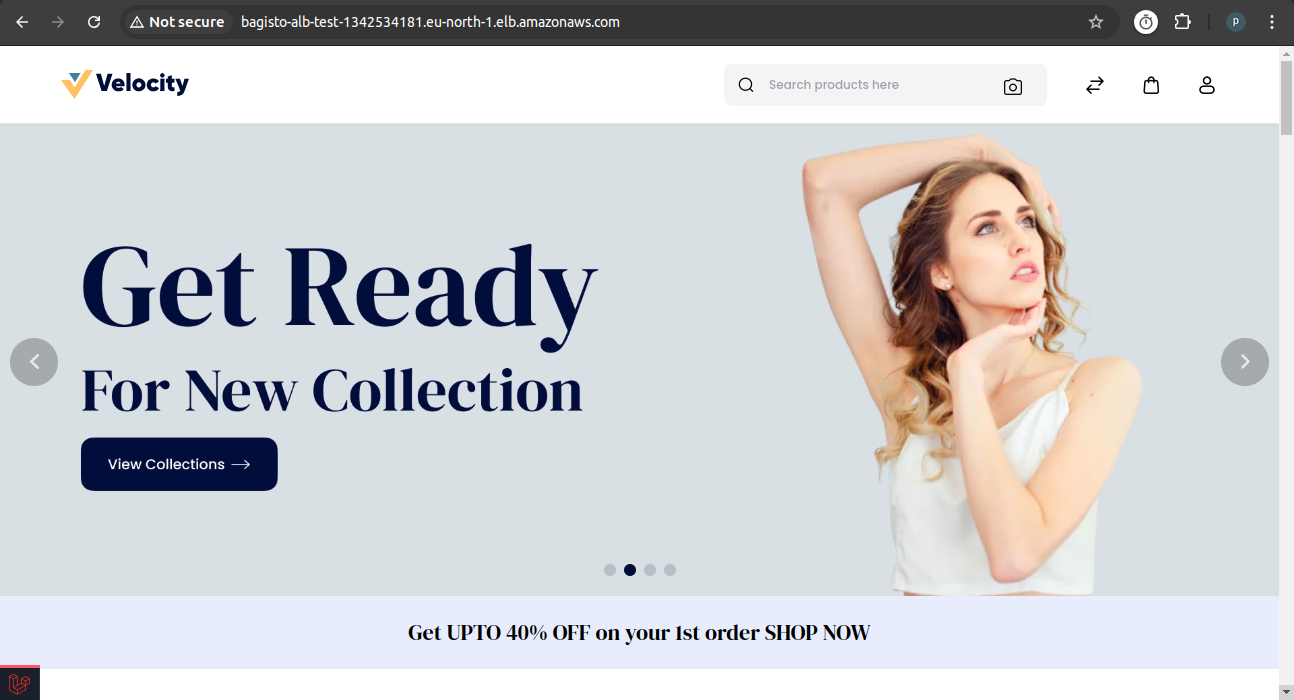 Not secure bagisto-alb-test-1342534181.eu-north-1.elb.amazonaws.com
p
Velocity
Search products here
Get Ready
For New Collection
View Collections
Get UPTO 40% OFF on your 1st order SHOP NOW